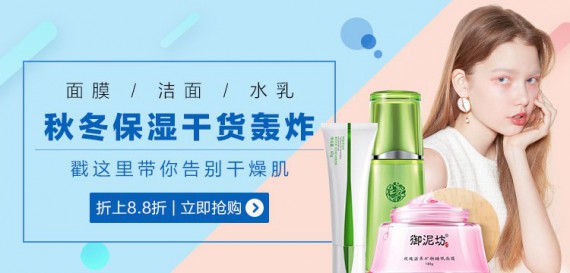 面膜 / 洁面 / 水乳
秋冬保湿干货轰炸
戳这里带你告别干燥肌
折上8.8折|立即抢购
御泥坊®